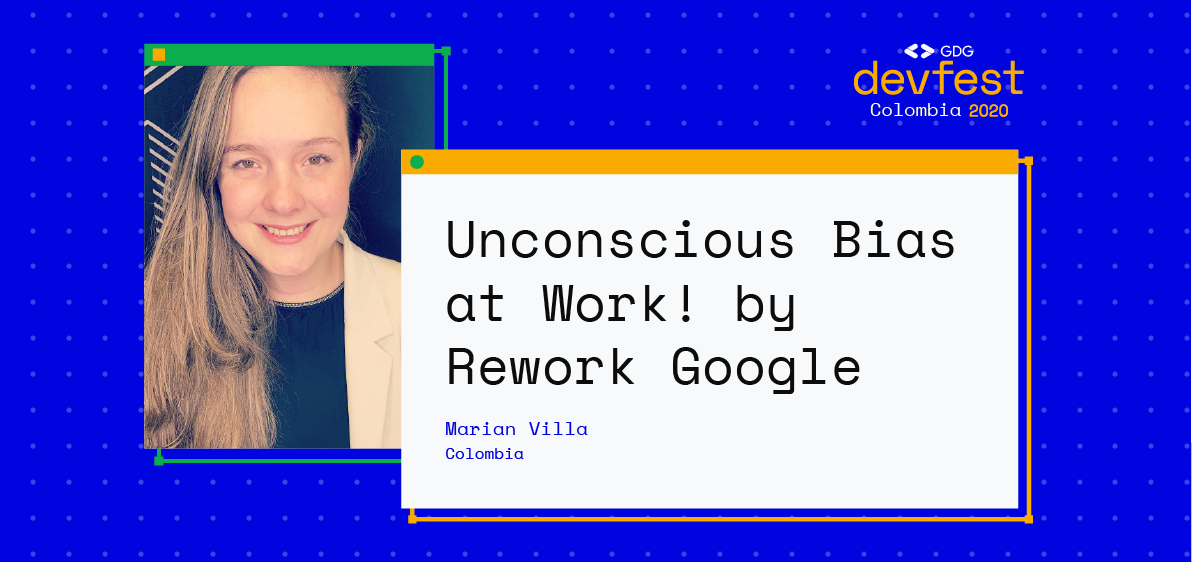 GDG
devfest
Colombia 2020
Unconscious Bias
at Work! by
Rework Google
Marian Villa
Colombia